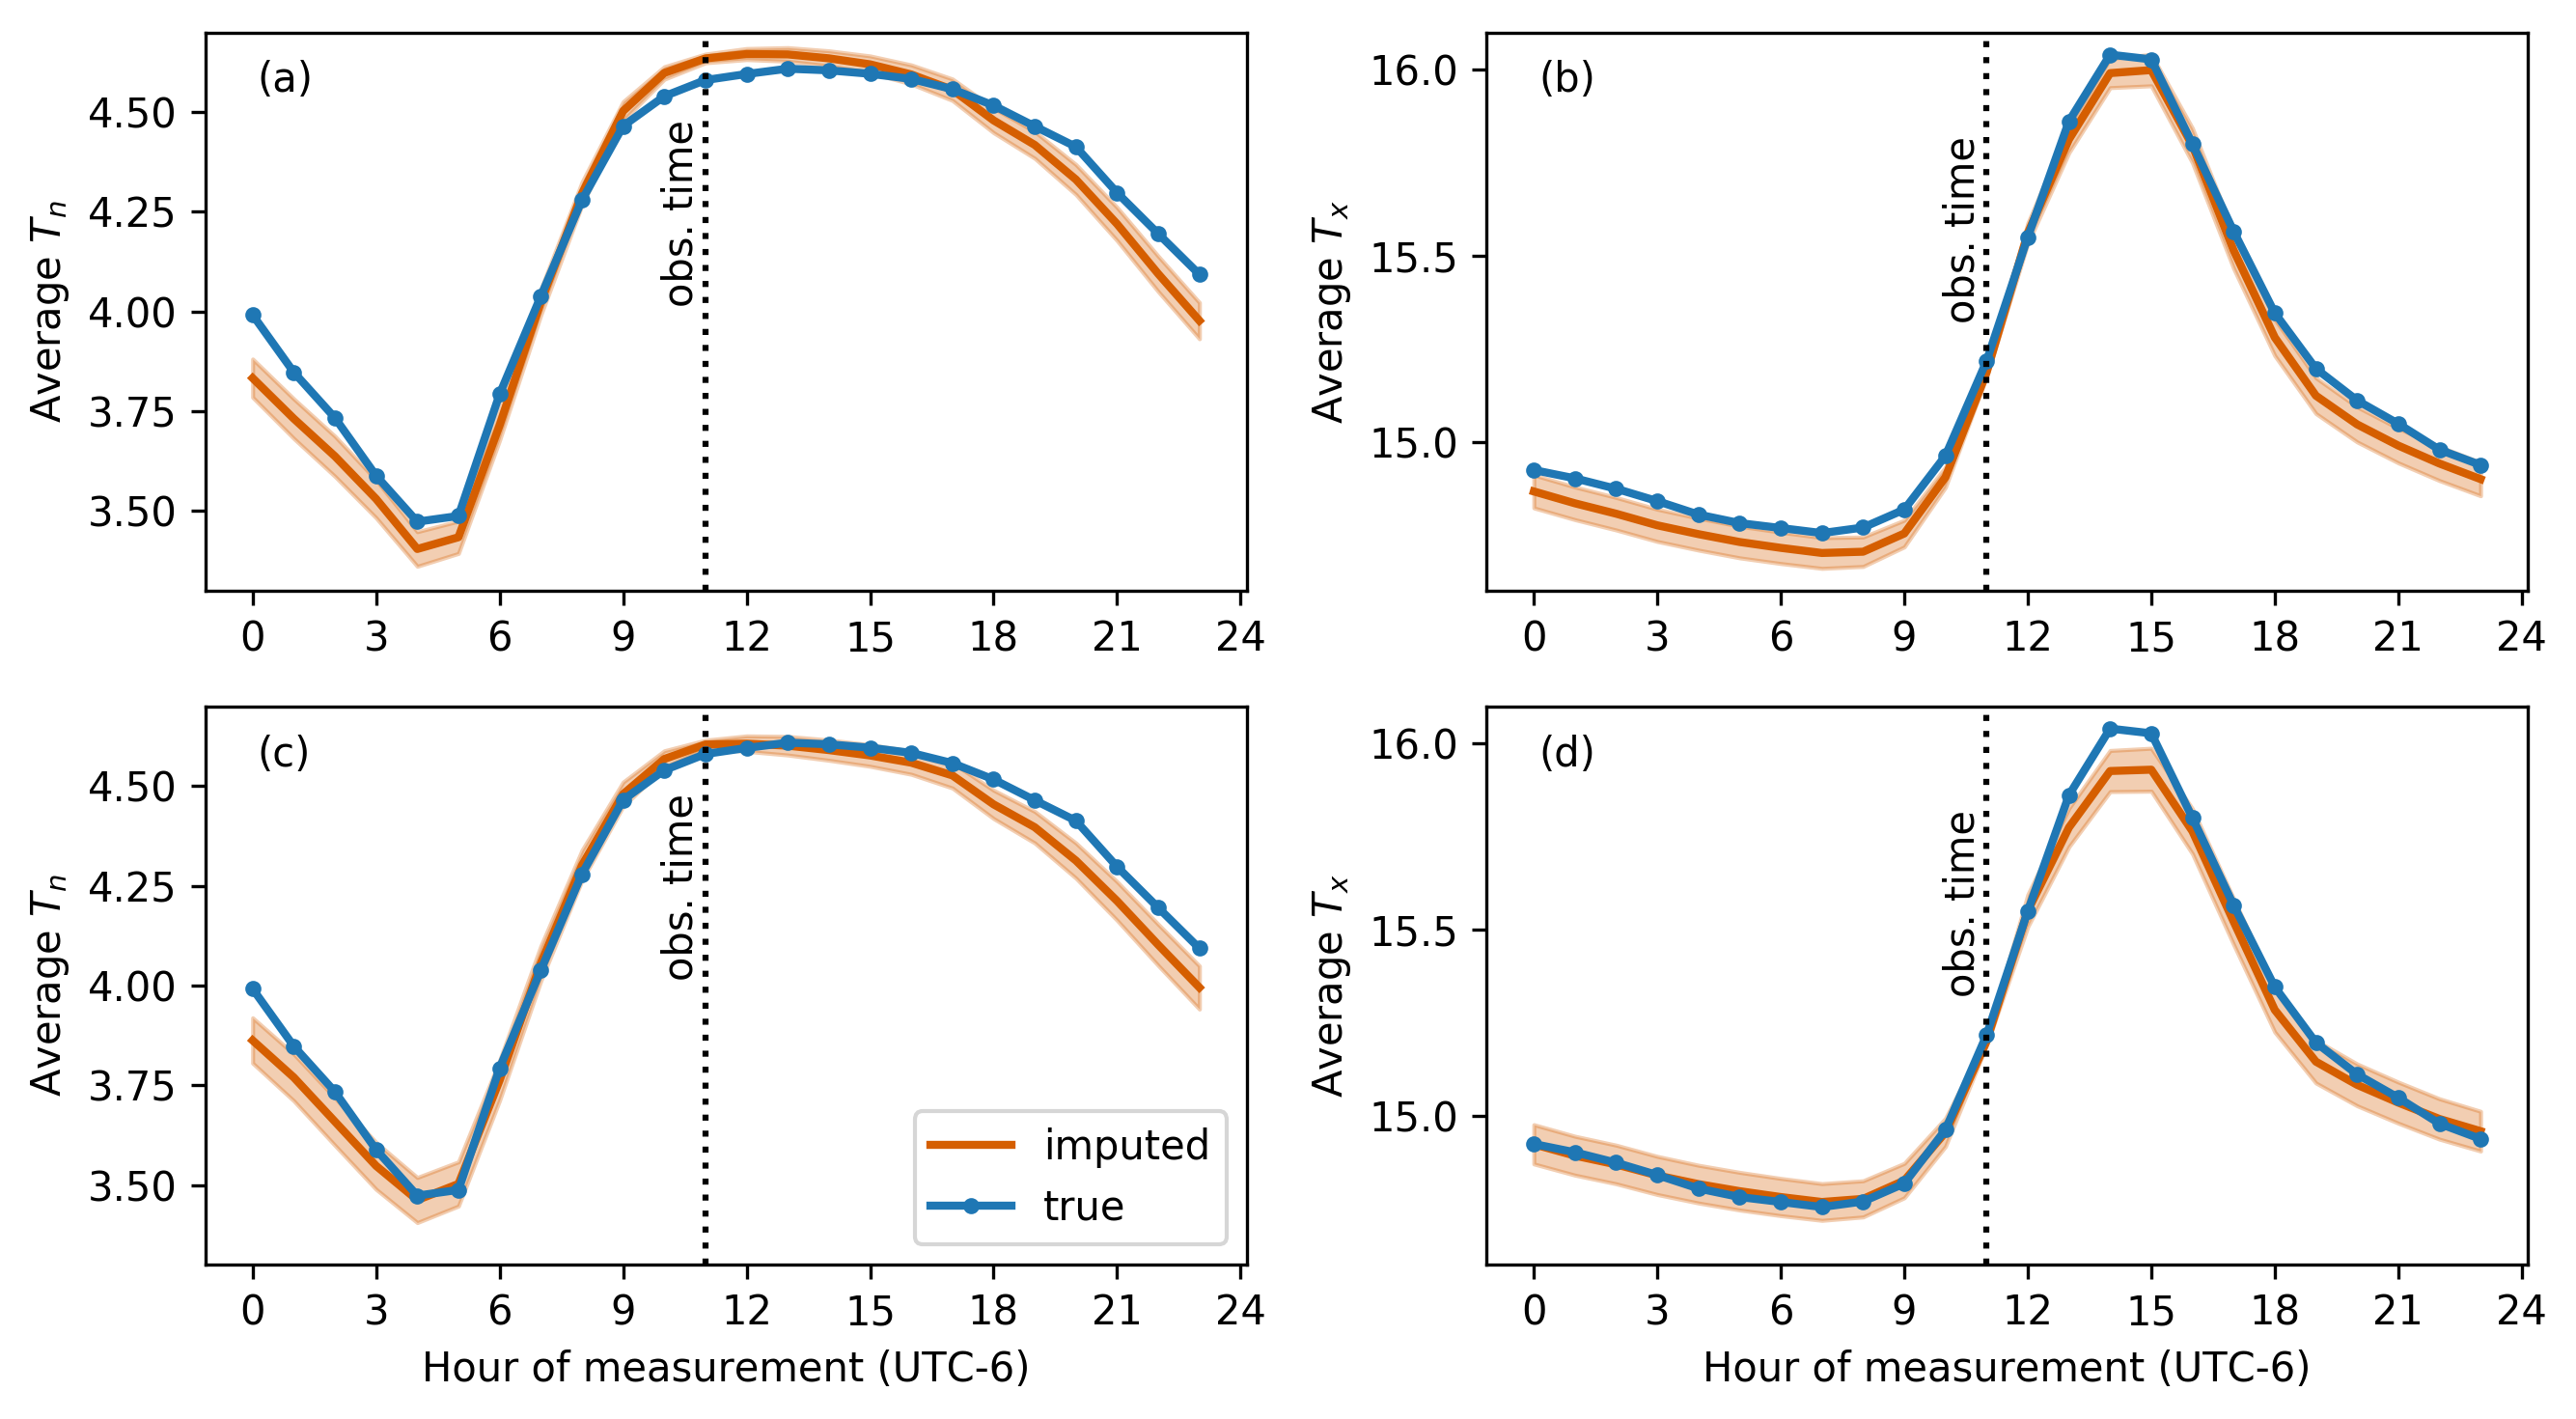 (a)
Average Tn
4.50
4.25
4.00
3.75
3.50
obs. time
0 3 6 9 12 15 18 21 24
(b)
Average Tx
16.0
15.5
15.0
obs. time
0 3 6 9 12 15 18 21 24
(c)
Average Tn
4.50
4.25
4.00
3.75
3.50
obs. time
imputed
true
0 3 6 9 12 15 18 21 24
Hour of measurement (UTC-6)
(d)
Average Tx
16.0
15.5
15.0
obs. time
0 3 6 9 12 15 18 21 24
Hour of measurement (UTC-6)